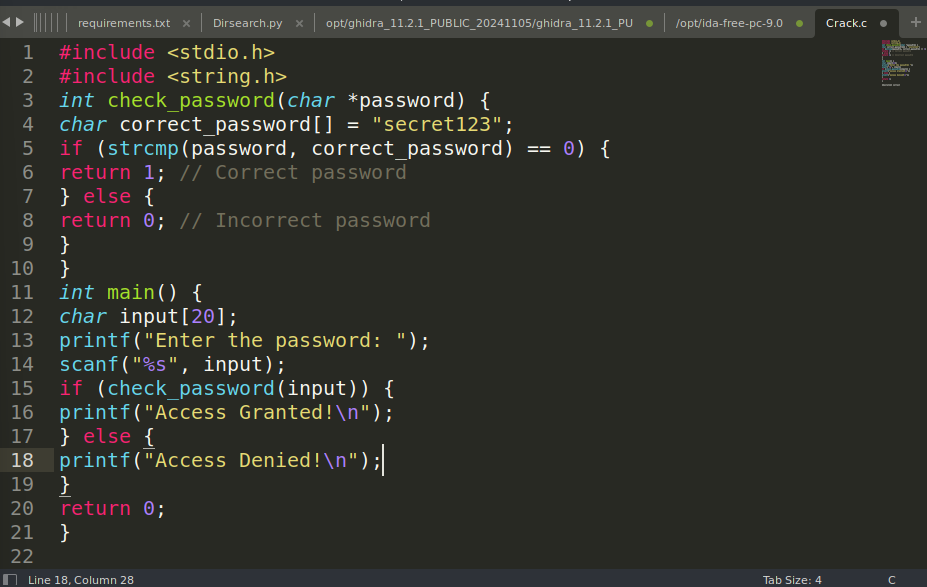 requirements.txt × Dirsearch.py × opt/ghidra_11.2.1_PUBLIC_20241105/ghidra_11.2.1_PU /opt/ida-free-pc-9.0 Crack.c +
1 #include <stdio.h>
2 #include <string.h>
3 int check_password(char *password) {
4 char correct_password[] = "secret123";
5 if (strcmp(password, correct_password) == 0) {
6 return 1; // Correct password
7 } else {
8 return 0; // Incorrect password
9 }
10 }
11 int main() {
12 char input[20];
13 printf("Enter the password: ");
14 scanf("%s", input);
15 if (check_password(input)) {
16 printf("Access Granted!\n");
17 } else {
18 printf("Access Denied!\n");
19 }
20 return 0;
21 }
22
Line 18, Column 28 Tab Size: 4 C